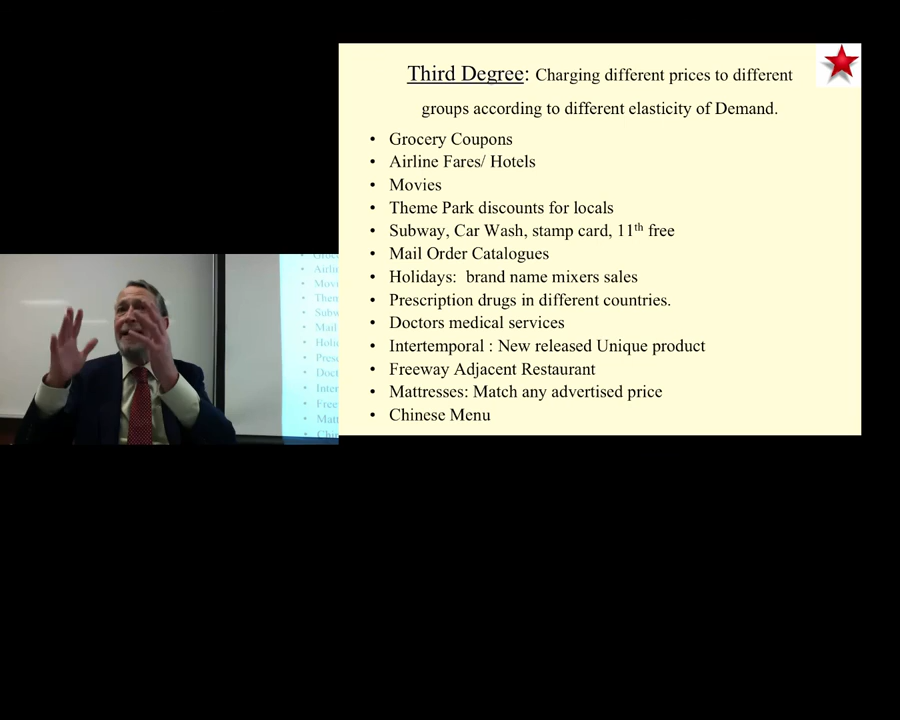 Third Degree: Charging different prices to different
groups according to different elasticity of Demand.
• Grocery Coupons
• Airline Fares/ Hotels
• Movies
• Theme Park discounts for locals
• Subway, Car Wash, stamp card, 11th free
• Mail Order Catalogues
• Holidays: brand name mixers sales
• Prescription drugs in different countries.
• Doctors medical services
• Intertemporal : New released Unique product
• Freeway Adjacent Restaurant
• Mattresses: Match any advertised price
• Chinese Menu